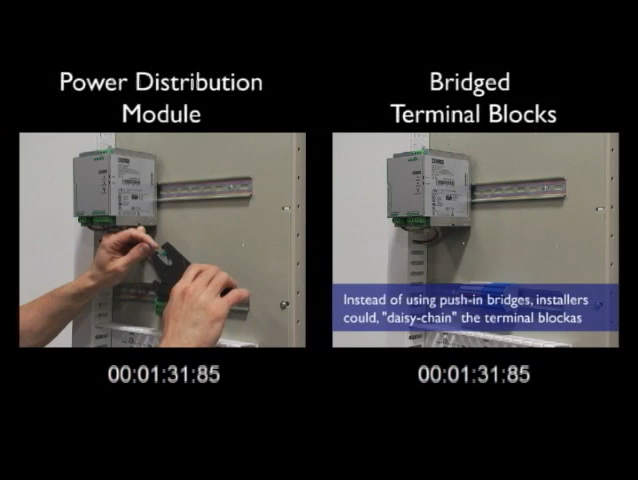 Power Distribution
Module
Bridged
Terminal Blocks
Instead of using push-in bridges, installers
could, "daisy-chain" the terminal blockas
00:01:31:85
00:01:31:85